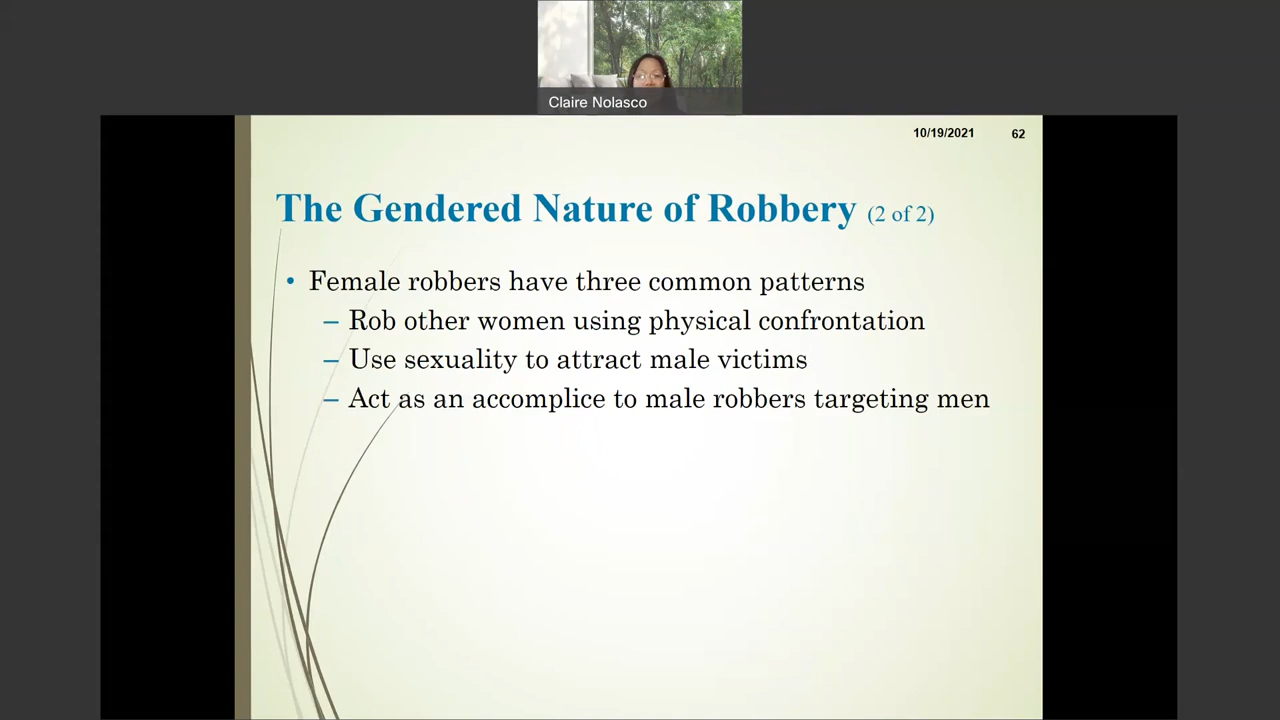 Claire Nolasco
10/19/2021 62
The Gendered Nature of Robbery (2 of 2)
• Female robbers have three common patterns
– Rob other women using physical confrontation
– Use sexuality to attract male victims
– Act as an accomplice to male robbers targeting men